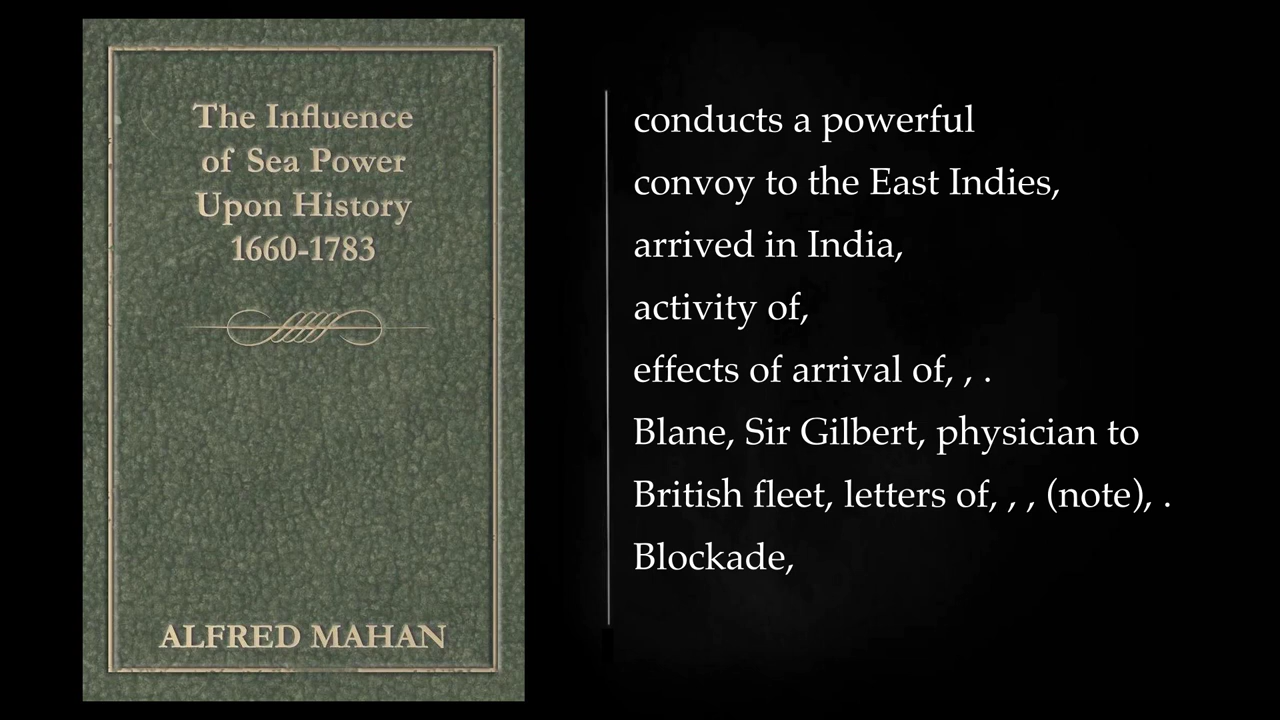 The Influence
of Sea Power
Upon History
1660-1783
ALFRED MAHAN
conducts a powerful
convoy to the East Indies,
arrived in India,
activity of,
effects of arrival of, , .
Blane, Sir Gilbert, physician to
British fleet, letters of, , , (note), .
Blockade,